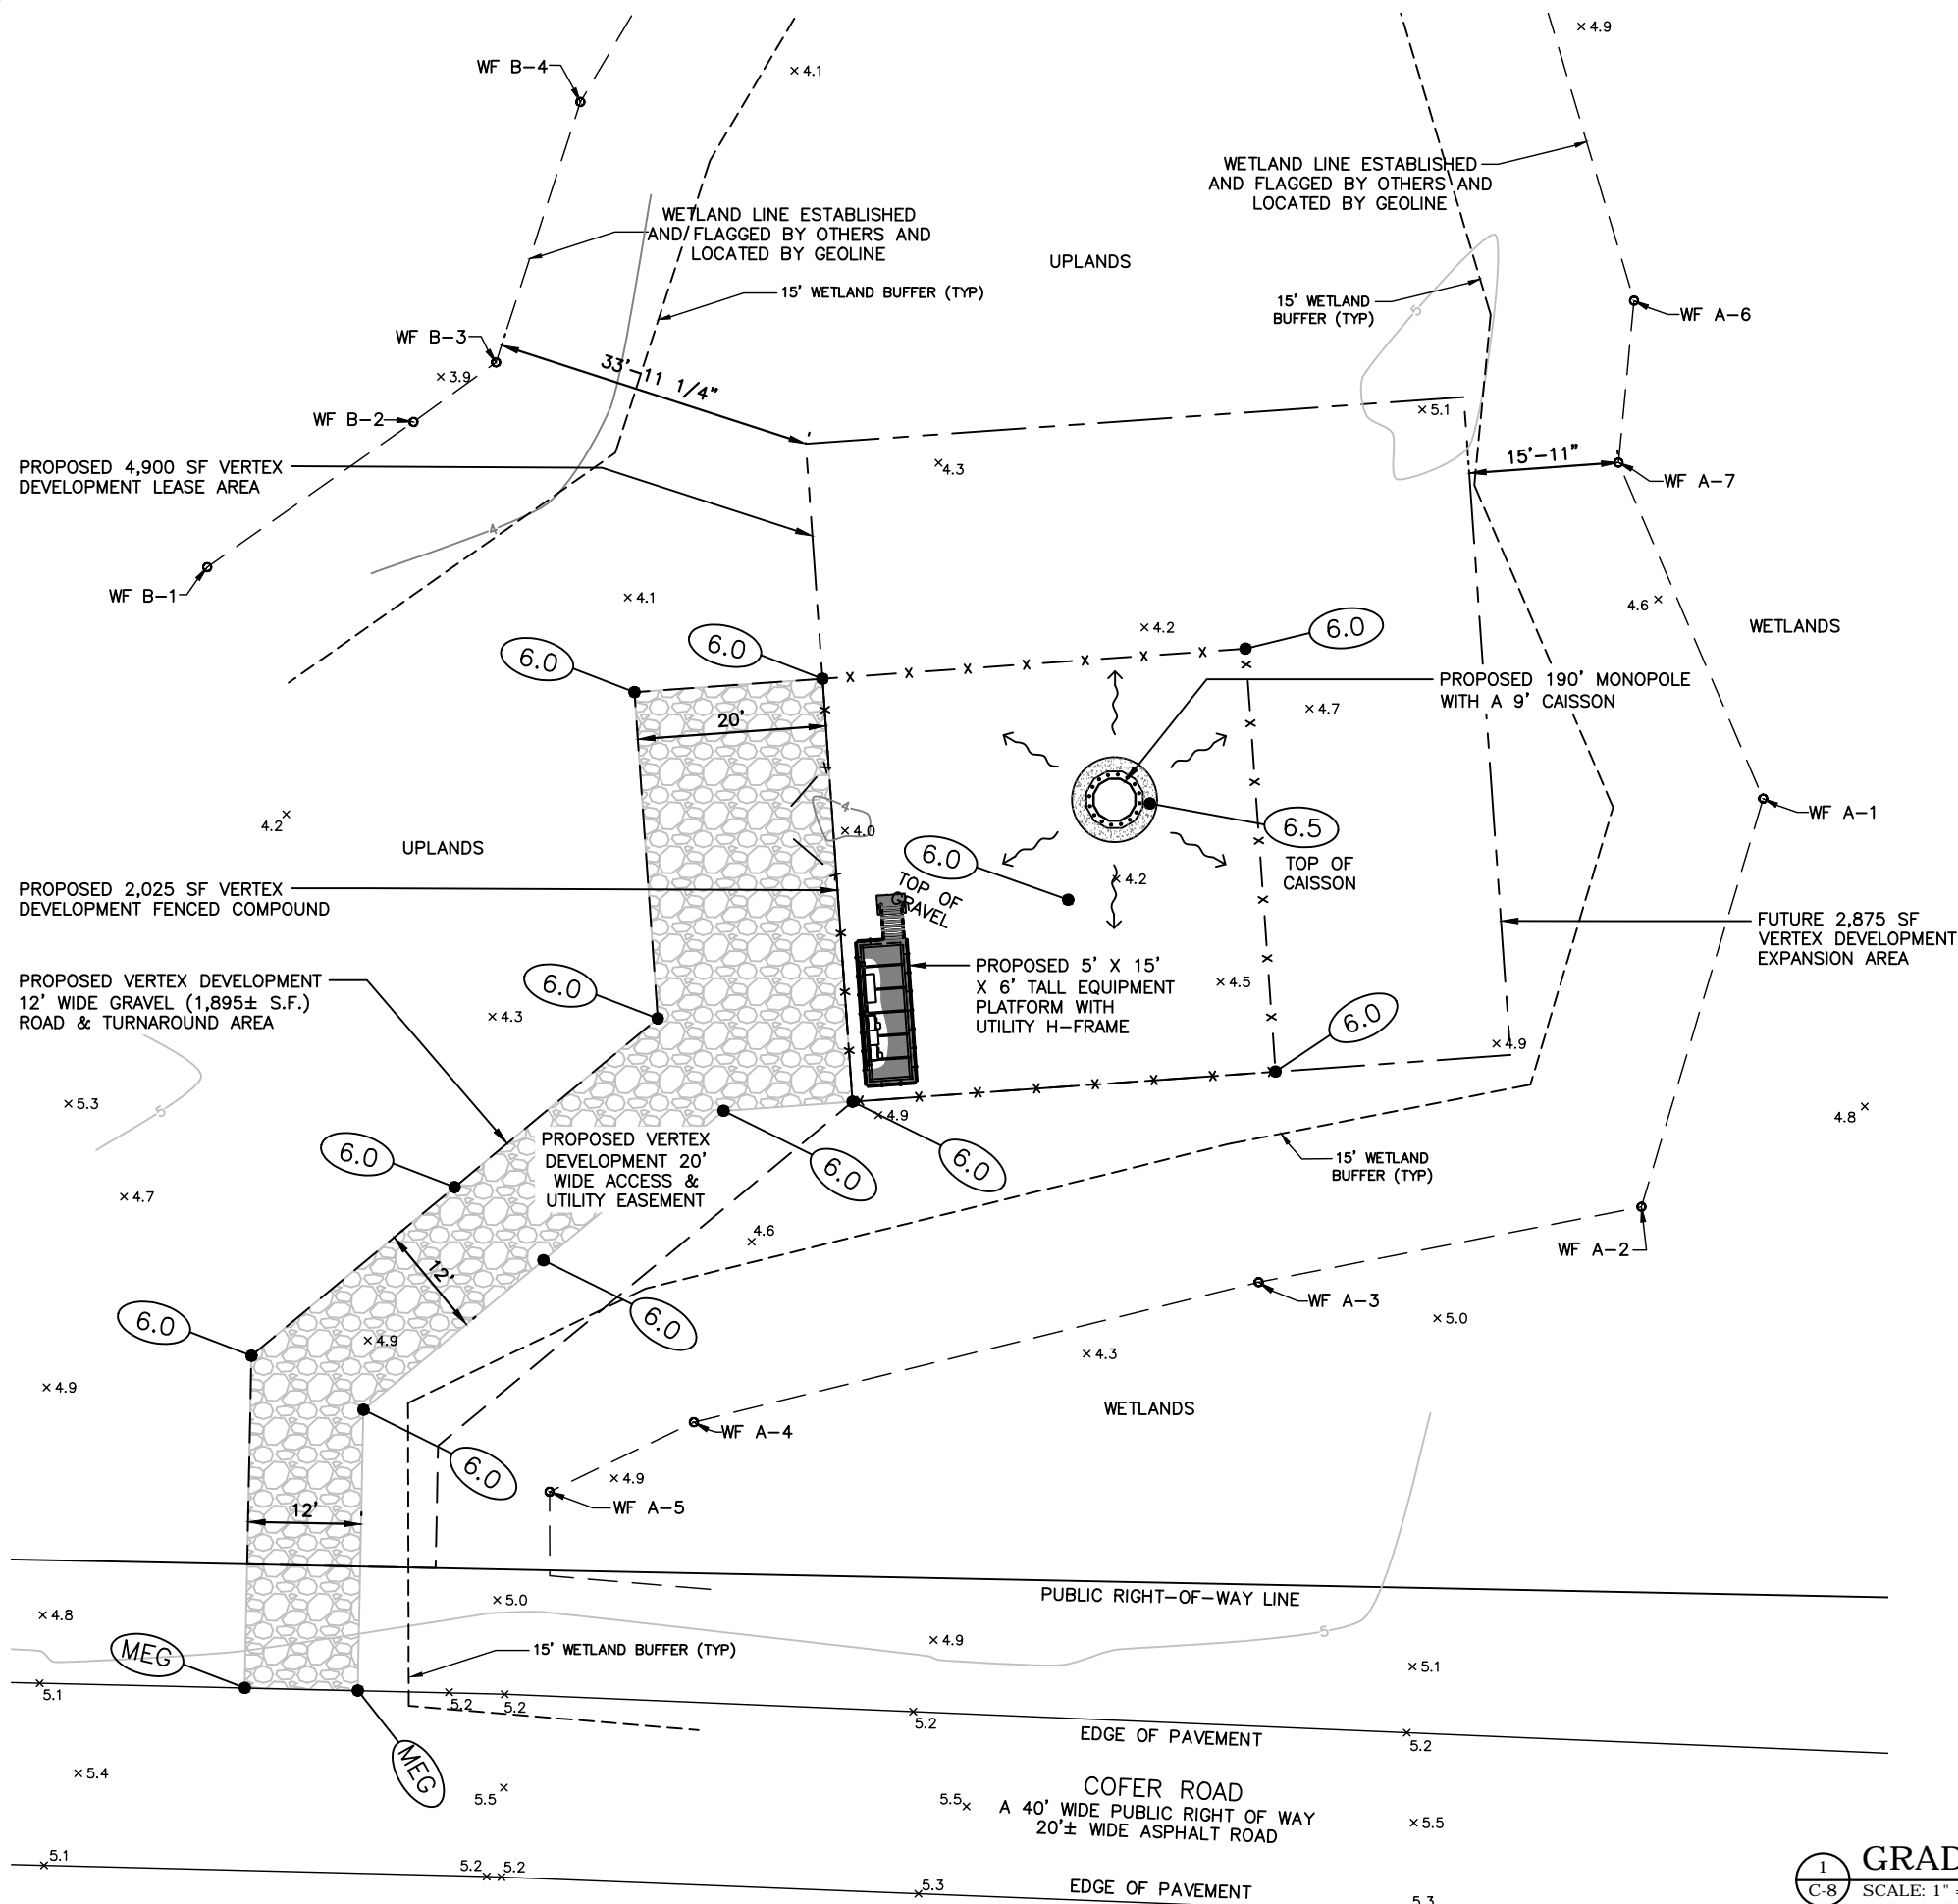 × 4.9
WF B-4
× 4.1
WETLAND LINE ESTABLISHED
AND FLAGGED BY OTHERS AND
LOCATED BY GEOLINE
WETLAND LINE ESTABLISHED
AND FLAGGED BY OTHERS AND
LOCATED BY GEOLINE
UPLANDS
15' WETLAND BUFFER (TYP)
15' WETLAND
BUFFER (TYP)
5
WF A-6
WF B-3
× 3.9
33'-11 1/4"
WF B-2
× 5.1
15'-11"
WF A-7
× 4.3
PROPOSED 4,900 SF VERTEX
DEVELOPMENT LEASE AREA
4
WF B-1
× 4.1
4.6 ×
× 4.2
6.0
6.0
6.0
WETLANDS
PROPOSED 190' MONOPOLE
WITH A 9' CAISSON
20'
× 4.7
4
× 4.0
4.2 ×
UPLANDS
WF A-1
6.5
TOP OF
CAISSON
6.0
TOP OF
GRAVEL
× 4.2
PROPOSED 2,025 SF VERTEX
DEVELOPMENT FENCED COMPOUND
FUTURE 2,875 SF
VERTEX DEVELOPMENT
EXPANSION AREA
PROPOSED VERTEX DEVELOPMENT
12' WIDE GRAVEL (1,895± S.F.)
ROAD & TURNAROUND AREA
6.0
× 4.3
PROPOSED 5' X 15'
X 6' TALL EQUIPMENT
PLATFORM WITH
UTILITY H-FRAME
× 4.5
6.0
× 4.9
× 5.3
5
× 4.9
4.8 ×
6.0
PROPOSED VERTEX
DEVELOPMENT 20'
WIDE ACCESS &
UTILITY EASEMENT
6.0
6.0
15' WETLAND
BUFFER (TYP)
× 4.7
× 4.6
WF A-2
12'
WF A-3
6.0
6.0
× 4.9
× 5.0
× 4.3
× 4.9
WETLANDS
WF A-4
6.0
× 4.9
WF A-5
12'
PUBLIC RIGHT-OF-WAY LINE
× 4.8
× 5.0
5
MEG
15' WETLAND BUFFER (TYP)
× 4.9
× 5.1
× 5.1
× 5.2
× 5.2
× 5.2
EDGE OF PAVEMENT
× 5.2
MEG
× 5.4
5.5 ×
5.5 ×
COFER ROAD
A 40' WIDE PUBLIC RIGHT OF WAY
20'± WIDE ASPHALT ROAD
× 5.5
× 5.1
5.2 ×
× 5.2
× 5.3
EDGE OF PAVEMENT
5.3
1
C-8
GRAD
SCALE: 1"